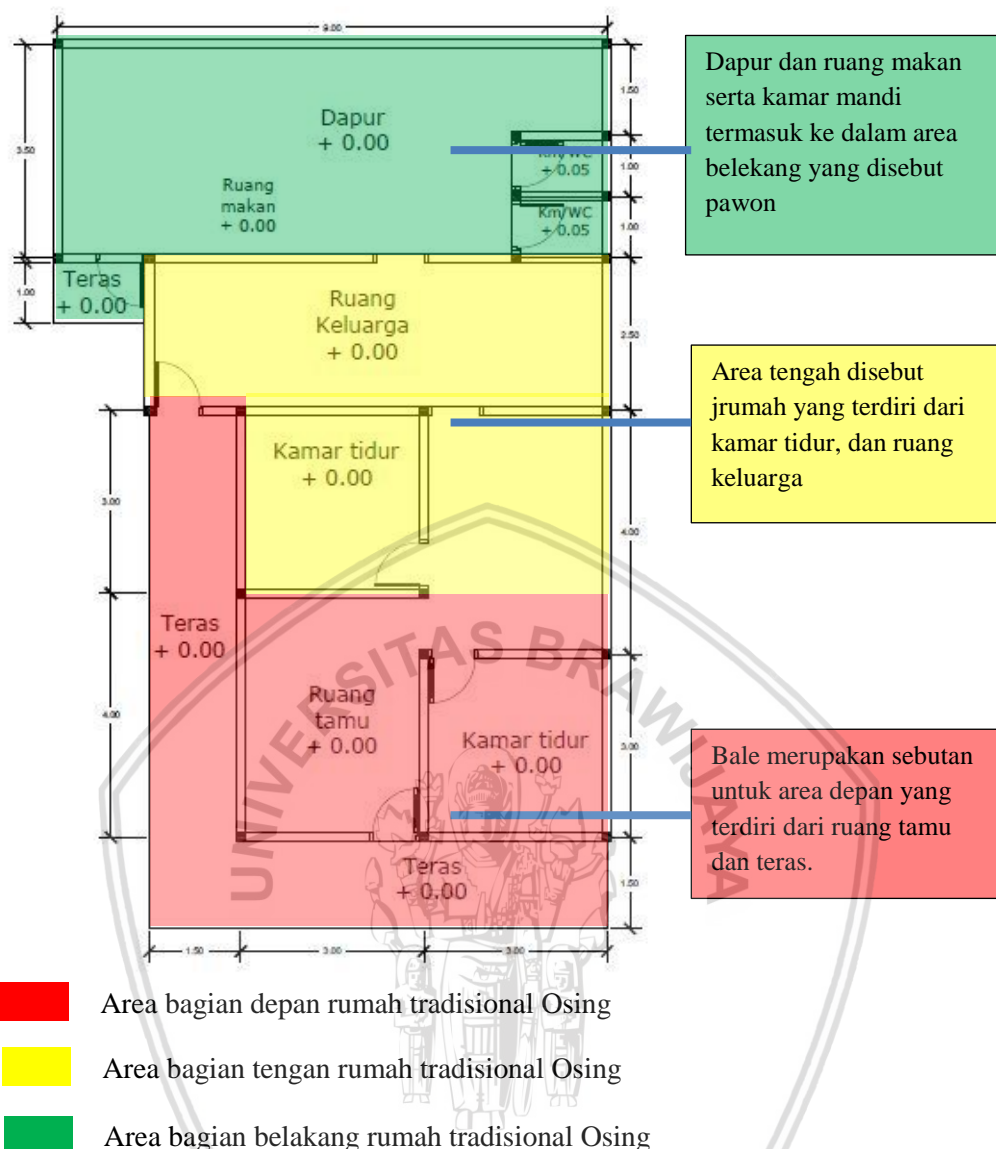 9.00
Dapur dan ruang makan
serta kamar mandi
termasuk ke dalam area
belekang yang disebut
pawon
1.50
Dapur
+ 0.00
3.50
Km/WC
+ 0.05
1.00
Ruang
makan
+ 0.00
Km/WC
+ 0.05
1.00
Teras
+ 0.00
1.00
Ruang
Keluarga
+ 0.00
2.50
Area tengah disebut
jrumah yang terdiri dari
kamar tidur, dan ruang
keluarga
Kamar tidur
+ 0.00
3.00
4.00
Teras
+ 0.00
4.00
Ruang
tamu
+ 0.00
Kamar tidur
+ 0.00
3.00
Bale merupakan sebutan
untuk area depan yang
terdiri dari ruang tamu
dan teras.
Teras
+ 0.00
1.50
1.50 3.00 3.00
UNIVERSITAS BRAWIJAYA
Area bagian depan rumah tradisional Osing
Area bagian tengan rumah tradisional Osing
Area bagian belakang rumah tradisional Osing